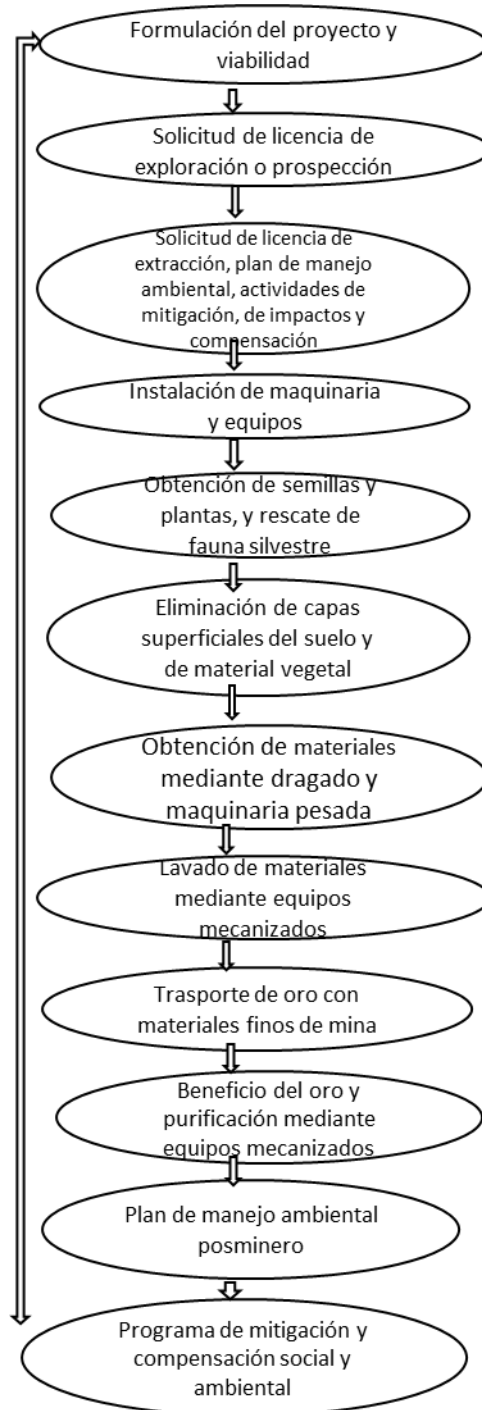 Formulación del proyecto y
viabilidad
Solicitud de licencia de
exploración o prospección
Solicitud de licencia de
extracción, plan de manejo
ambiental, actividades de
mitigación, de impactos y
compensación
Instalación de maquinaria
y equipos
Obtención de semillas y
plantas, y rescate de
fauna silvestre
Eliminación de capas
superficiales del suelo y
de material vegetal
Obtención de materiales
mediante dragado y
maquinaria pesada
Lavado de materiales
mediante equipos
mecanizados
Trasporte de oro con
materiales finos de mina
Beneficio del oro y
purificación mediante
equipos mecanizados
Plan de manejo ambiental
posminero
Programa de mitigación y
compensación social y
ambiental